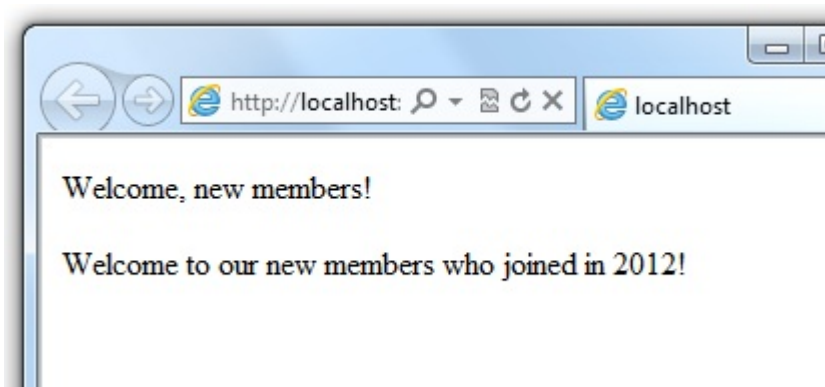 http://localhost: localhost
Welcome, new members!
Welcome to our new members who joined in 2012!